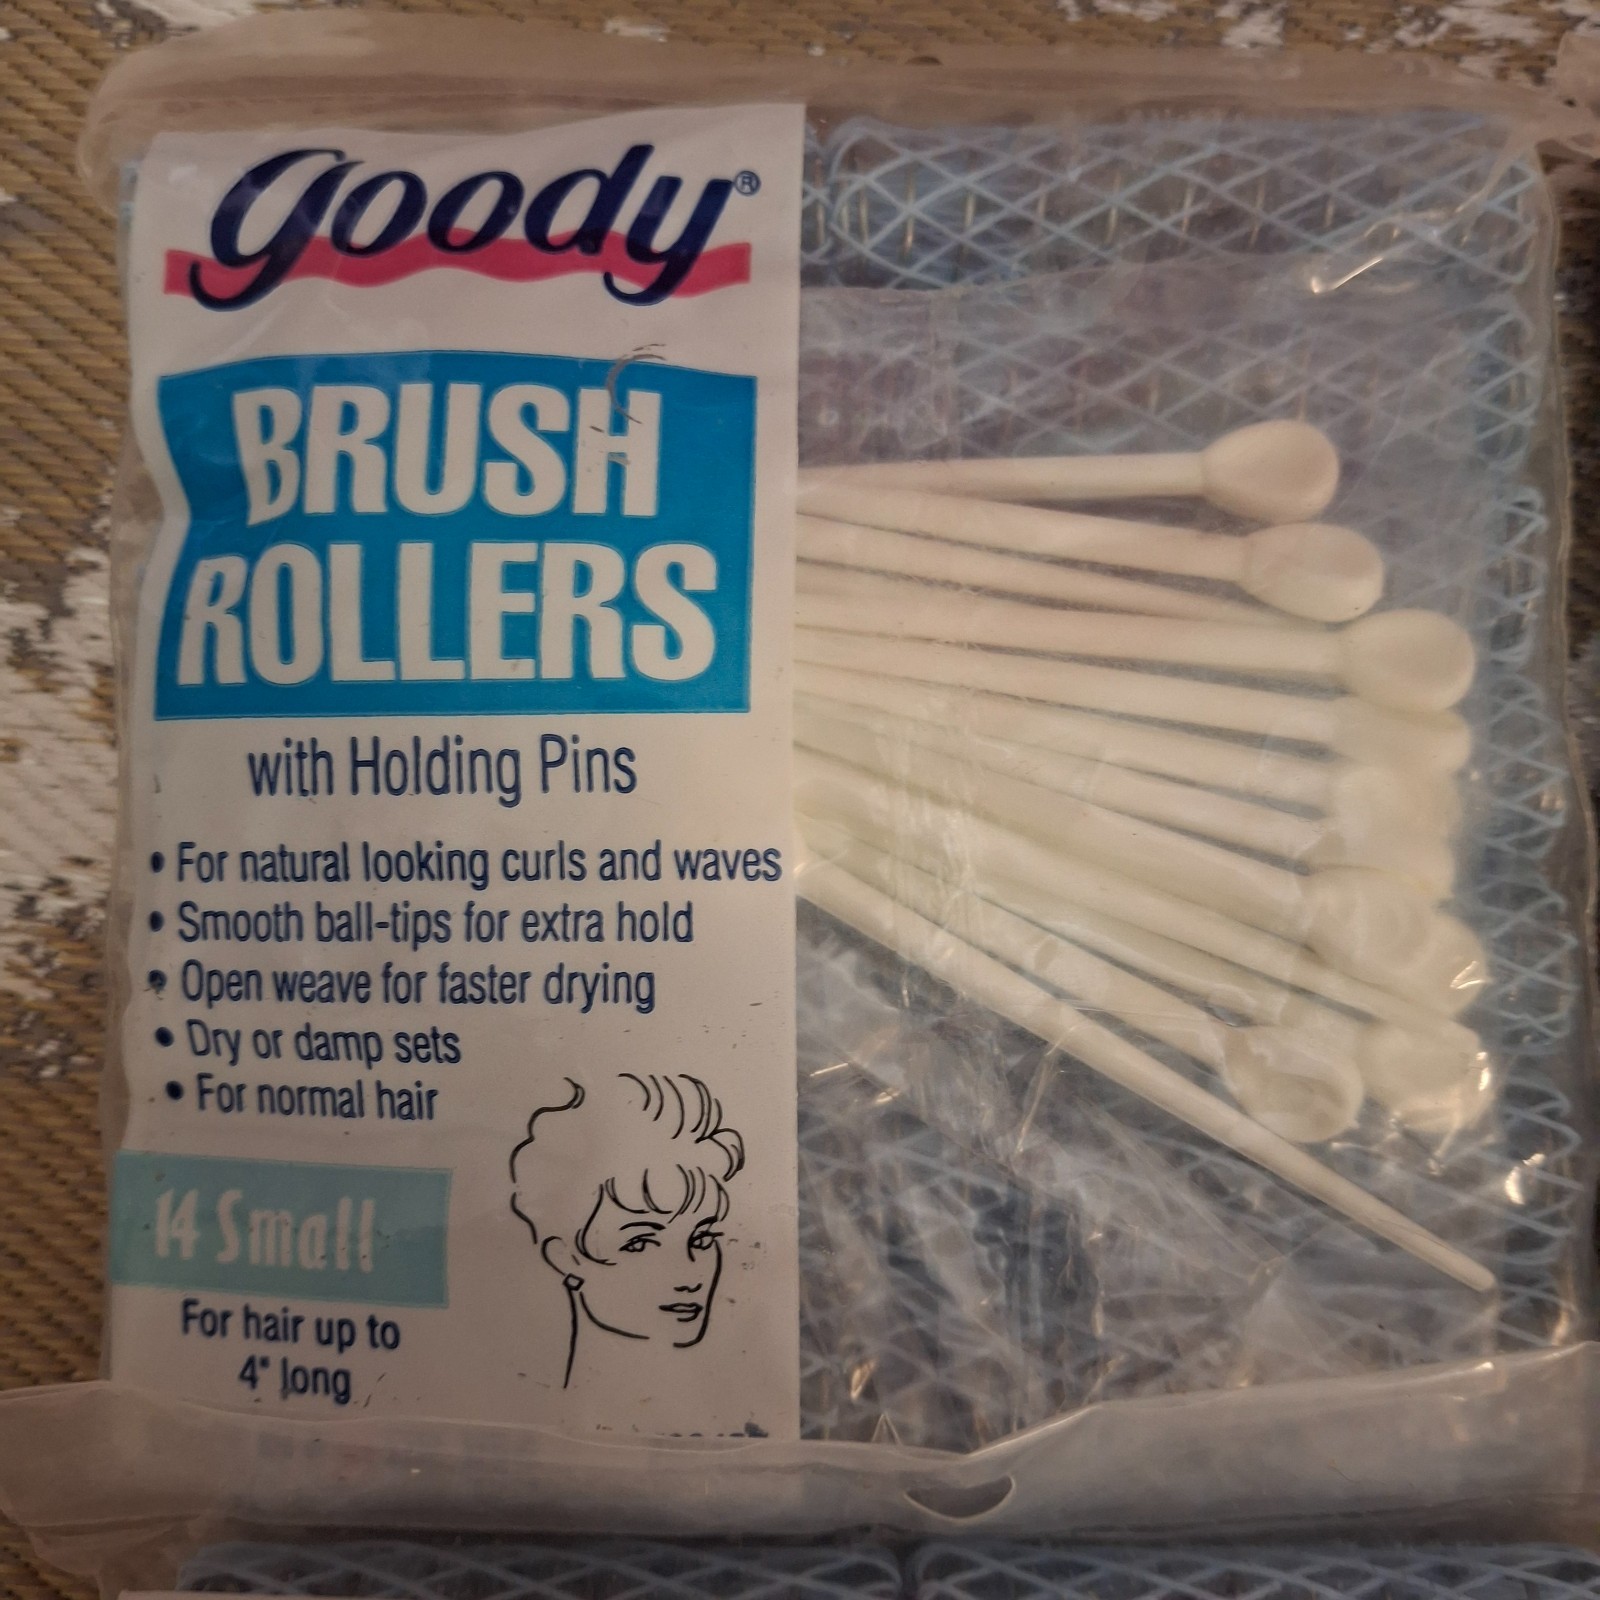 goody®
BRUSH
ROLLERS
with Holding Pins
• For natural looking curls and waves
• Smooth ball-tips for extra hold
• Open weave for faster drying
• Dry or damp sets
• For normal hair
14 Small
For hair up to
4" long